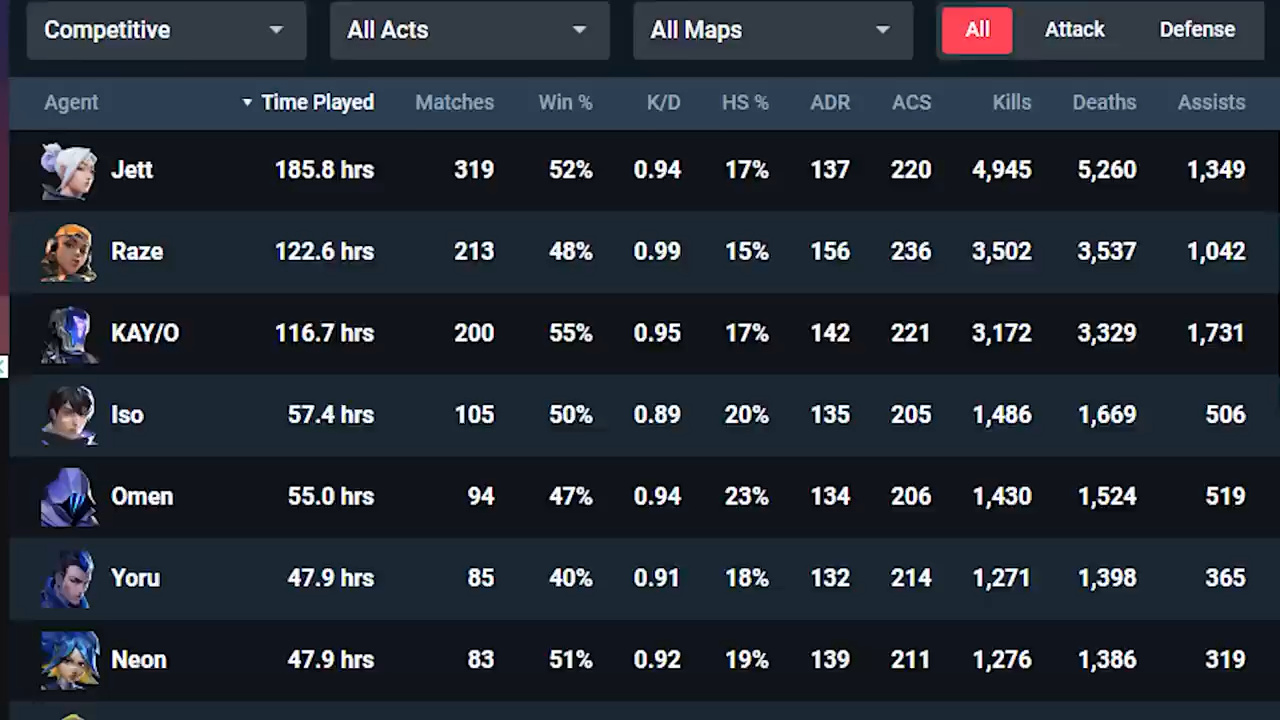 Competitive All Acts All Maps All Attack Defense
Agent Time Played Matches Win % K/D HS % ADR ACS Kills Deaths Assists
Jett 185.8 hrs 319 52% 0.94 17% 137 220 4,945 5,260 1,349
Raze 122.6 hrs 213 48% 0.99 15% 156 236 3,502 3,537 1,042
KAY/O 116.7 hrs 200 55% 0.95 17% 142 221 3,172 3,329 1,731
Iso 57.4 hrs 105 50% 0.89 20% 135 205 1,486 1,669 506
Omen 55.0 hrs 94 47% 0.94 23% 134 206 1,430 1,524 519
Yoru 47.9 hrs 85 40% 0.91 18% 132 214 1,271 1,398 365
Neon 47.9 hrs 83 51% 0.92 19% 139 211 1,276 1,386 319